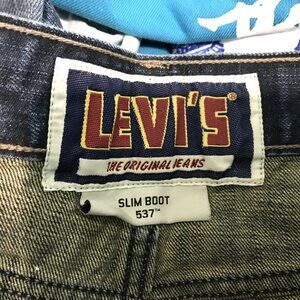 LEVI'S®
THE ORIGINAL JEANS
SLIM BOOT
537™